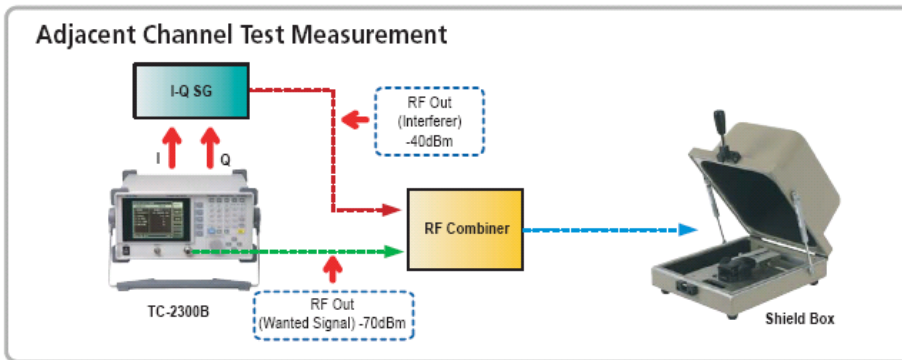 Adjacent Channel Test Measurement
I-Q SG
RF Out
(Interferer)
-40dBm
I
Q
RF Combiner
TC-2300B
RF Out
(Wanted Signal) -70dBm
Shield Box